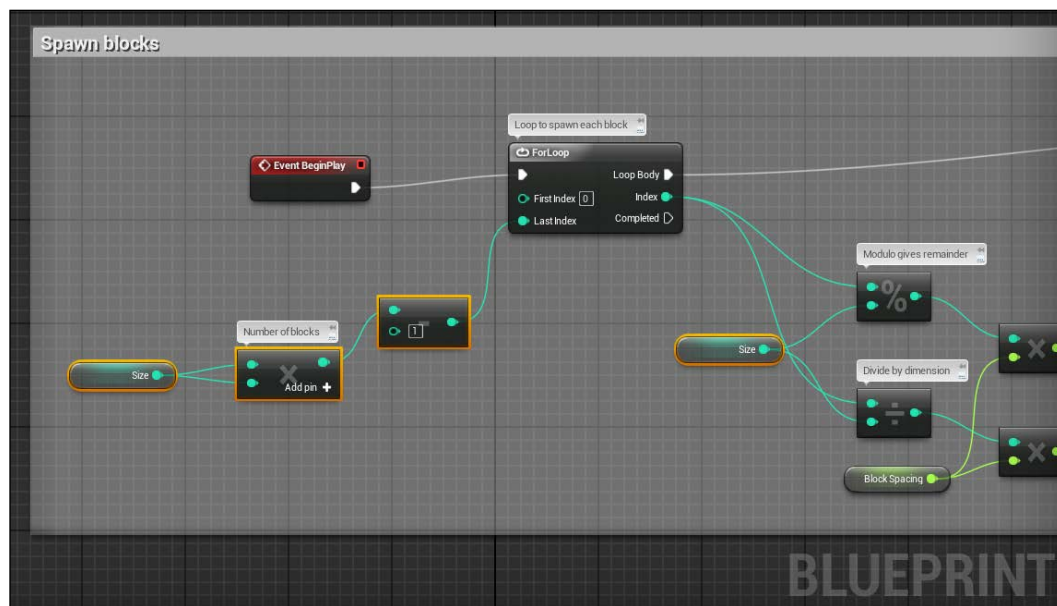 Spawn blocks
Loop to spawn each block
ForLoop
Event BeginPlay
Loop Body
First Index 0
Index
Last Index
Completed
Modulo gives remainder
%
Number of blocks
-
1
Size
×
Add pin +
Size
×
Divide by dimension
÷
×
Block Spacing
BLUEPRINT